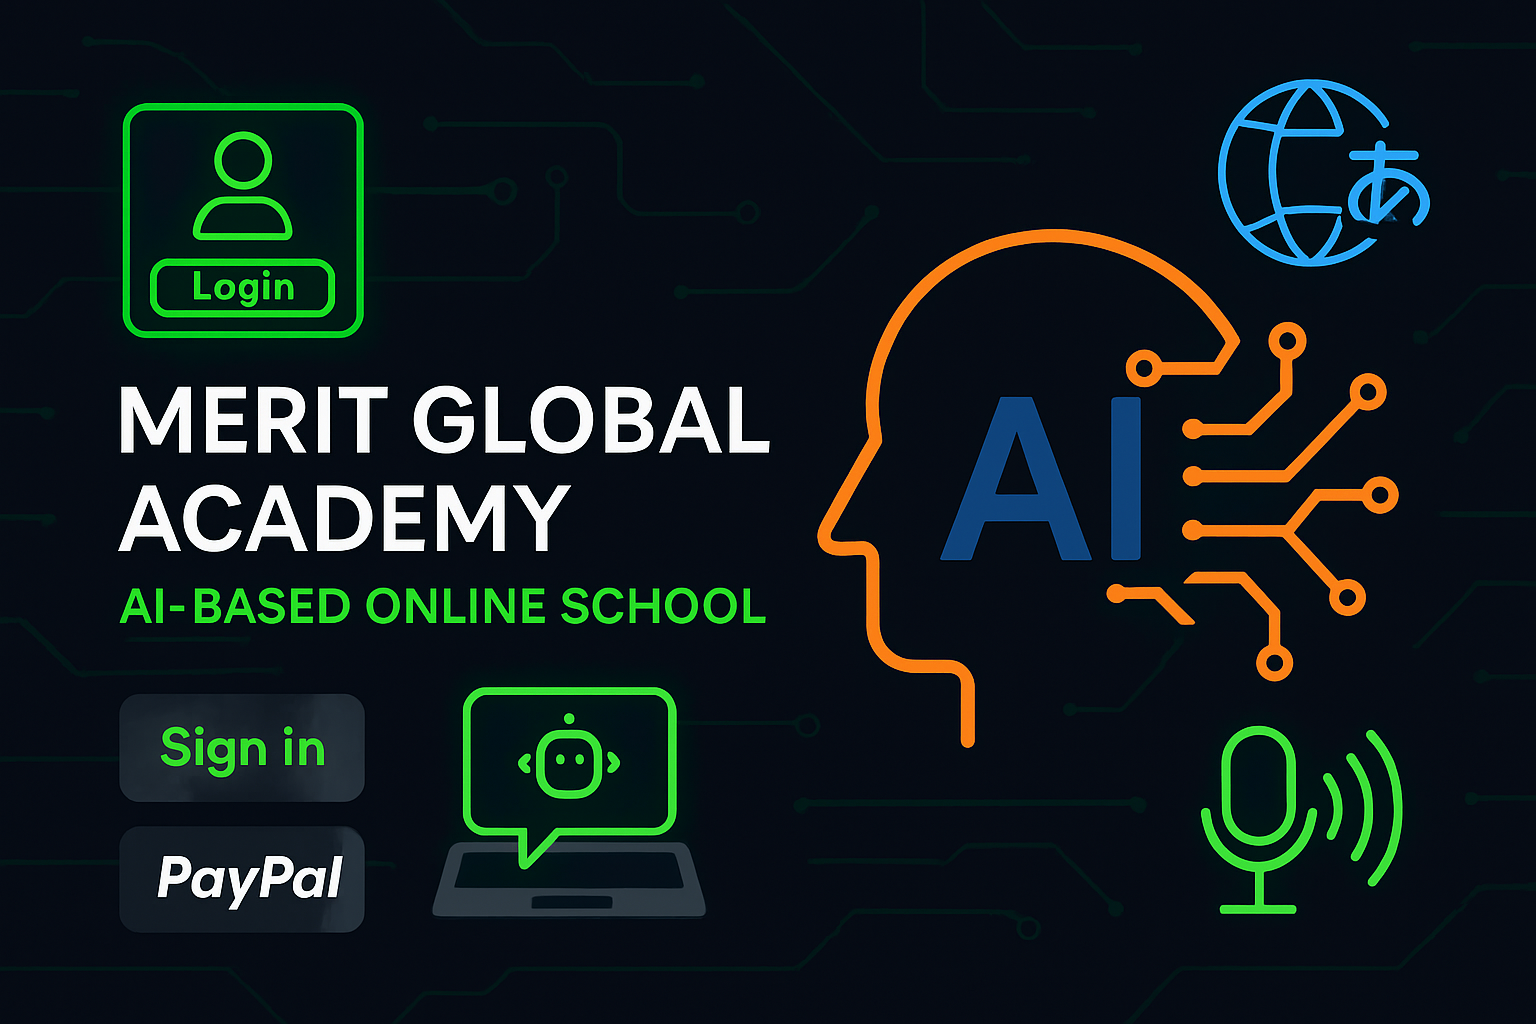 Login
あ
MERIT GLOBAL
ACADEMY
AI-BASED ONLINE SCHOOL
AI
Sign in
PayPal